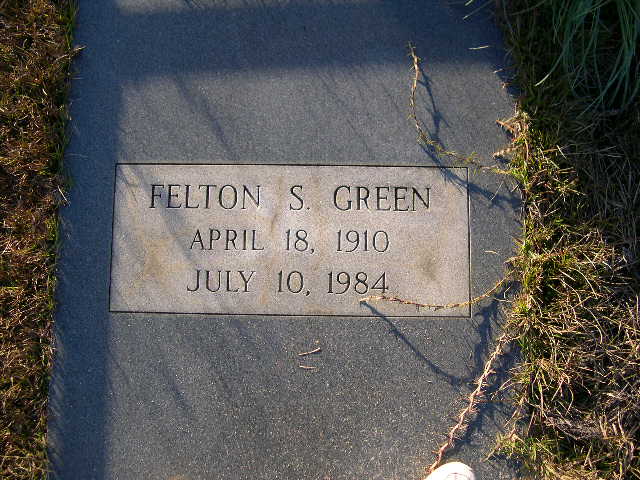 FELTON S. GREEN
APRIL 18, 1910
JULY 10, 1984